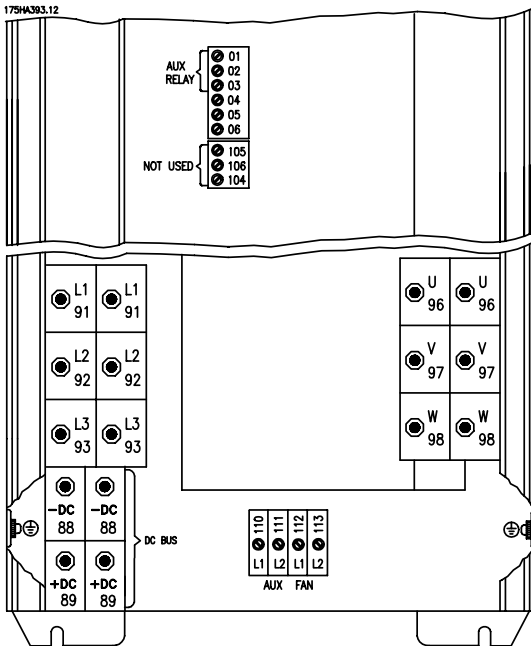 175HA393.12
AUX
RELAY
01
02
03
04
05
06
NOT USED
105
106
104
L1 L1
91 91
L2 L2
92 92
L3 L3
93 93
U U
96 96
V V
97 97
W W
98 98
-DC -DC
88 88
DC BUS
+DC +DC
89 89
110 111 112 113
L1 L2 L1 L2
AUX FAN